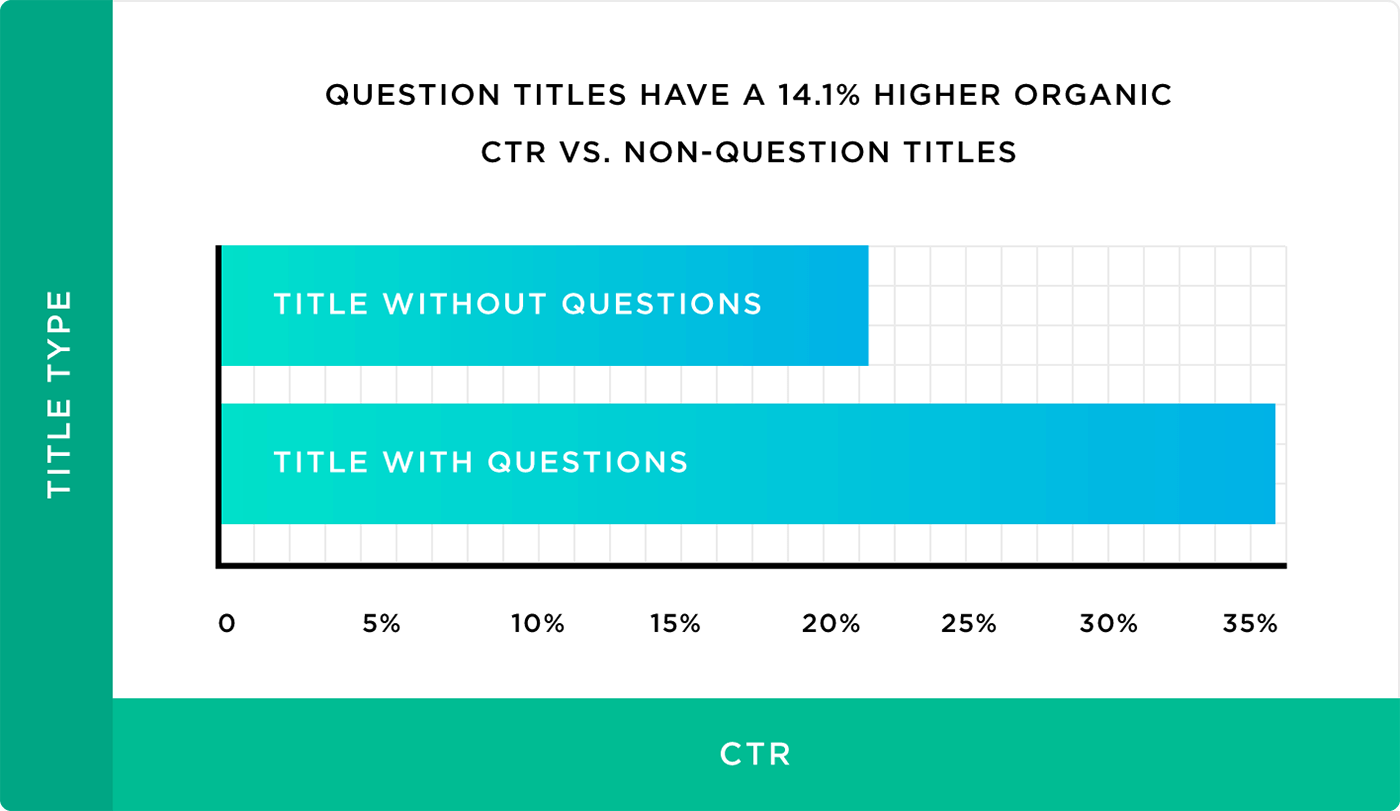 QUESTION TITLES HAVE A 14.1% HIGHER ORGANIC
CTR VS. NON-QUESTION TITLES
TITLE TYPE
TITLE WITHOUT QUESTIONS
TITLE WITH QUESTIONS
0 5% 10% 15% 20% 25% 30% 35%
CTR